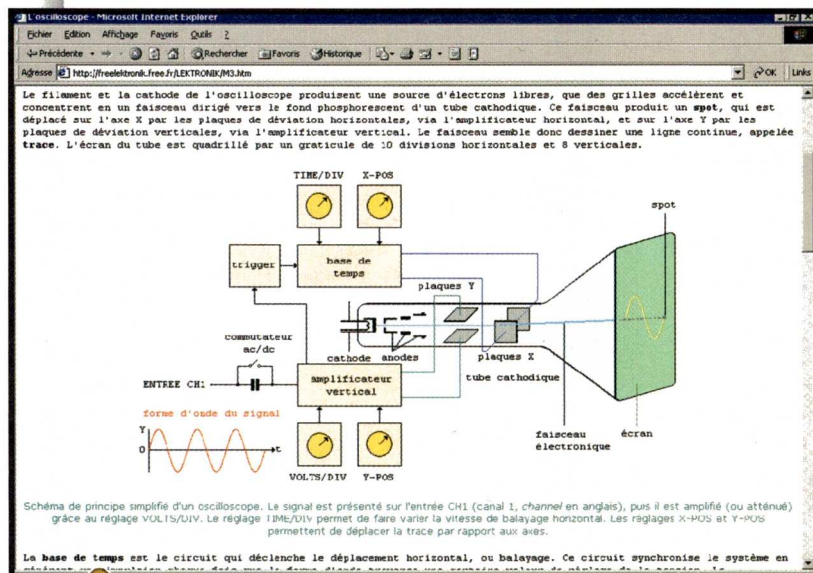 L'oscilloscope - Microsoft Internet Explorer
Fichier Edition Affichage Favoris Outils ?
Précédente Rechercher Favoris Historique
Adresse http://freelektronik.free.fr/LEKTRONIK/M3.htm OK Links
Le filament et la cathode de l'oscilloscope produisent une source d'électrons libres, que des grilles accélèrent et
concentrent en un faisceau dirigé vers le fond phosphorescent d'un tube cathodique. Ce faisceau produit un spot, qui est
déplacé sur l'axe X par les plaques de déviation horizontales, via l'amplificateur horizontal, et sur l'axe Y par les
plaques de déviation verticales, via l'amplificateur vertical. Le faisceau semble donc dessiner une ligne continue, appelée
trace. L'écran du tube est quadrillé par un graticule de 10 divisions horizontales et 8 verticales.
TIME/DIV X-POS
spot
trigger
base de
temps
plaques Y
commutateur
ac/dc
cathode anodes
plaques X
tube cathodique
ENTREE CH1
amplificateur
vertical
forme d'onde du signal
Y
0
t
faisceau
électronique
écran
VOLTS/DIV Y-POS
Schéma de principe simplifié d'un oscilloscope. Le signal est présenté sur l'entrée CH1 (canal 1, channel en anglais), puis il est amplifié (ou atténué)
grâce au réglage VOLTS/DIV. Le réglage TIME/DIV permet de faire varier la vitesse de balayage horizontal. Les réglages X-POS et Y-POS
permettent de déplacer la trace par rapport aux axes.
La base de temps est le circuit qui déclenche le déplacement horizontal, ou balayage. Ce circuit synchronise le système en